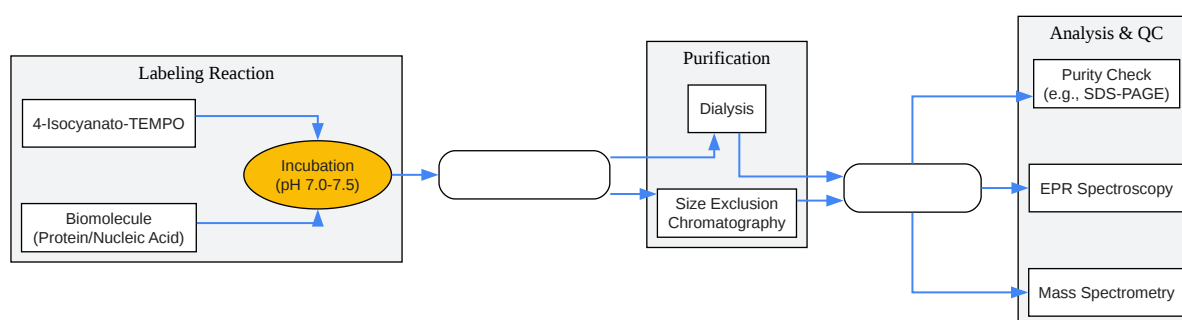 Labeling Reaction
4-Isocyanato-TEMPO
Incubation
(pH 7.0-7.5)
Biomolecule
(Protein/Nucleic Acid)
Purification
Dialysis
Size Exclusion
Chromatography
Analysis & QC
Purity Check
(e.g., SDS-PAGE)
EPR Spectroscopy
Mass Spectrometry